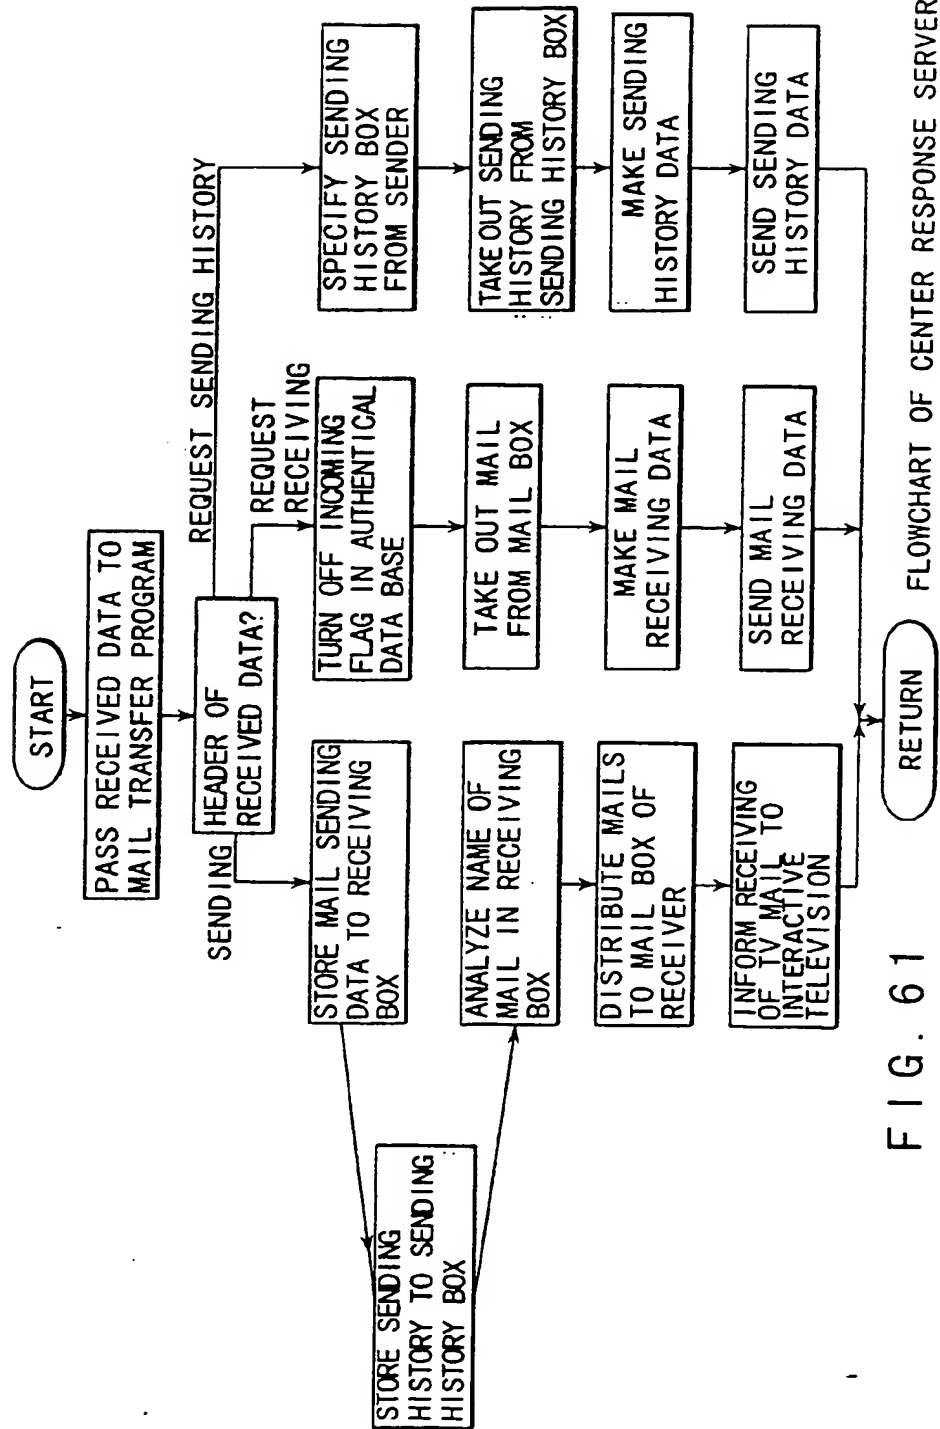 START
PASS RECEIVED DATA TO
MAIL TRANSFER PROGRAM
HEADER OF
RECEIVED DATA?
SENDING
REQUEST
RECEIVING
REQUEST SENDING HISTORY
STORE MAIL SENDING
DATA TO RECEIVING
BOX
STORE SENDING
HISTORY TO SENDING
HISTORY BOX
ANALYZE NAME OF
MAIL IN RECEIVING
BOX
DISTRIBUTE MAILS
TO MAIL BOX OF
RECEIVER
INFORM RECEIVING
OF TV MAIL TO
INTERACTIVE
TELEVISION
TURN OFF INCOMING
FLAG IN AUTHENTICAL
DATA BASE
TAKE OUT MAIL
FROM MAIL BOX
MAKE MAIL
RECEIVING DATA
SEND MAIL
RECEIVING DATA
SPECIFY SENDING
HISTORY BOX
FROM SENDER
TAKE OUT SENDING
HISTORY FROM
SENDING HISTORY BOX
MAKE SENDING
HISTORY DATA
SEND SENDING
HISTORY DATA
RETURN
FIG. 61
FLOWCHART OF CENTER RESPONSE SERVER